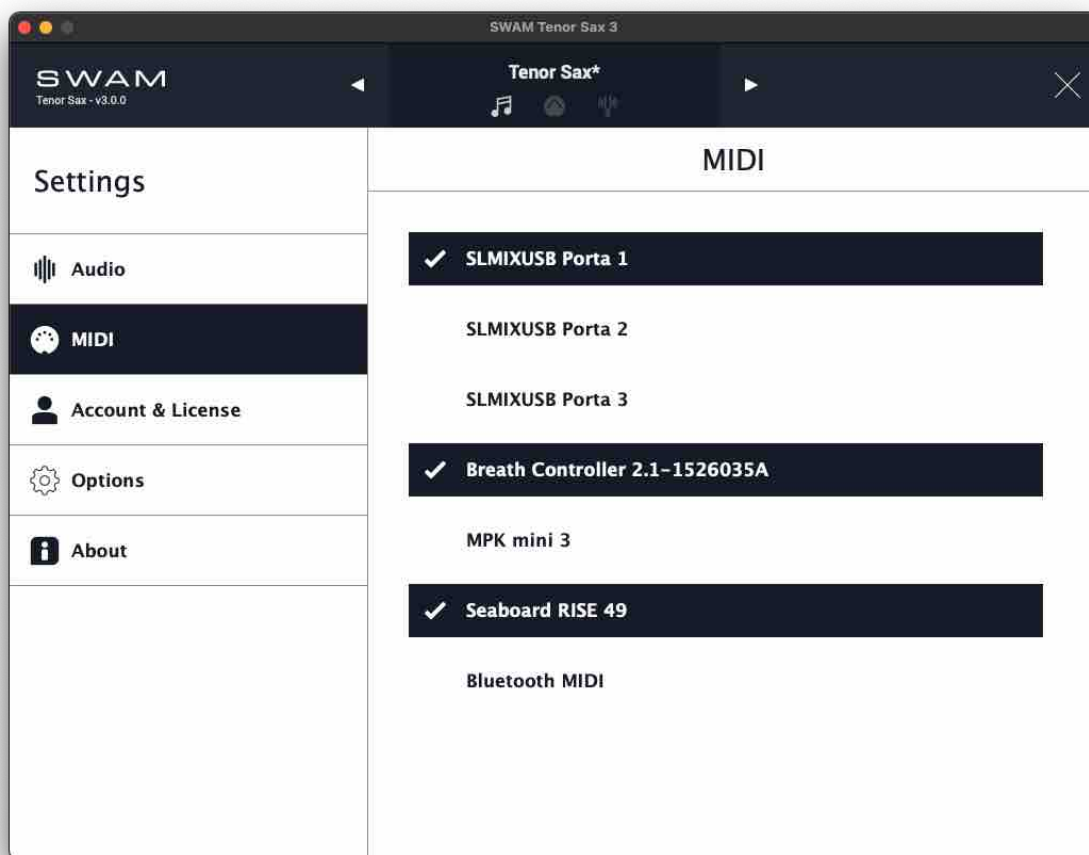 SWAM Tenor Sax 3
SWAM
Tenor Sax - v3.0.0
Tenor Sax*
Settings
Audio
MIDI
Account & License
Options
About
MIDI
SLMIXUSB Porta 1
SLMIXUSB Porta 2
SLMIXUSB Porta 3
Breath Controller 2.1-1526035A
MPK mini 3
Seaboard RISE 49
Bluetooth MIDI